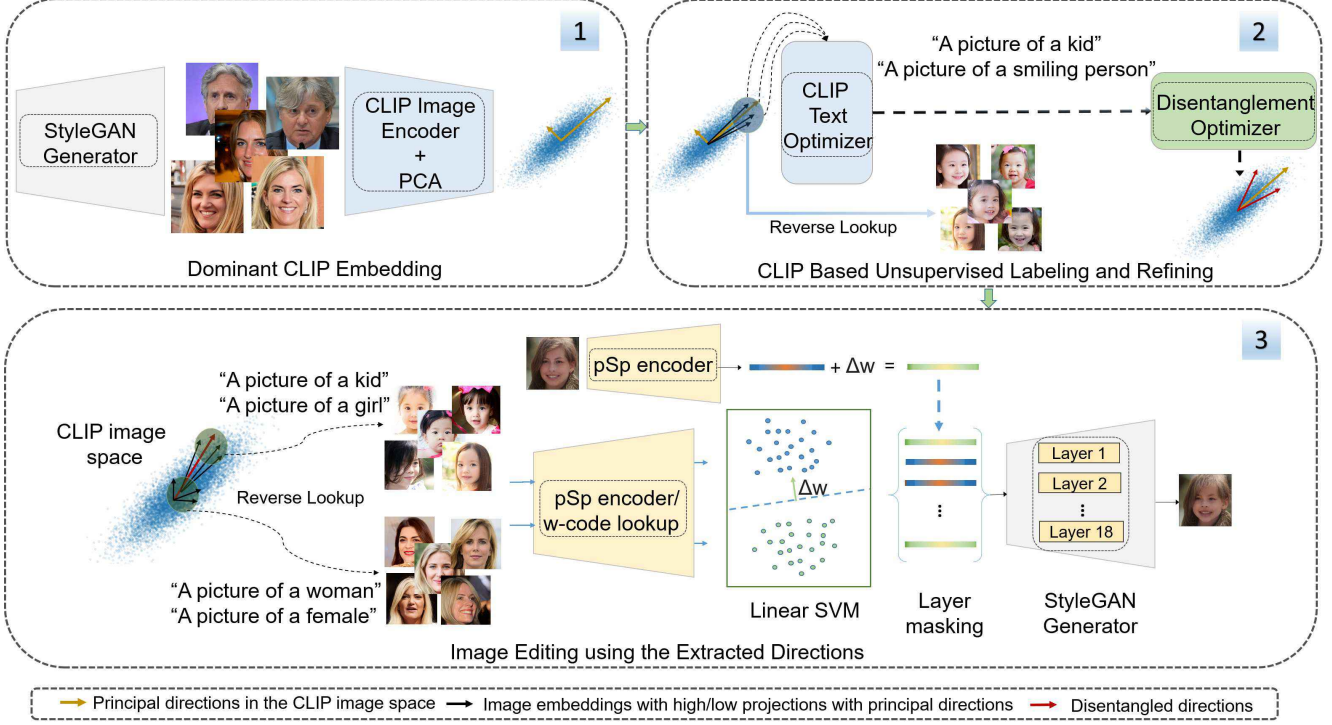 1
StyleGAN
Generator
CLIP Image
Encoder
+
PCA
Dominant CLIP Embedding
2
CLIP
Text
Optimizer
“A picture of a kid”
“A picture of a smiling person”
Disentanglement
Optimizer
Reverse Lookup
CLIP Based Unsupervised Labeling and Refining
3
“A picture of a kid”
“A picture of a girl”
CLIP image
space
Reverse Lookup
“A picture of a woman”
“A picture of a female”
pSp encoder
+ Δw =
pSp encoder/
w-code lookup
Δw
Linear SVM
Layer
masking
Layer 1
Layer 2
Layer 18
StyleGAN
Generator
Image Editing using the Extracted Directions
Principal directions in the CLIP image space
Image embeddings with high/low projections with principal directions
Disentangled directions